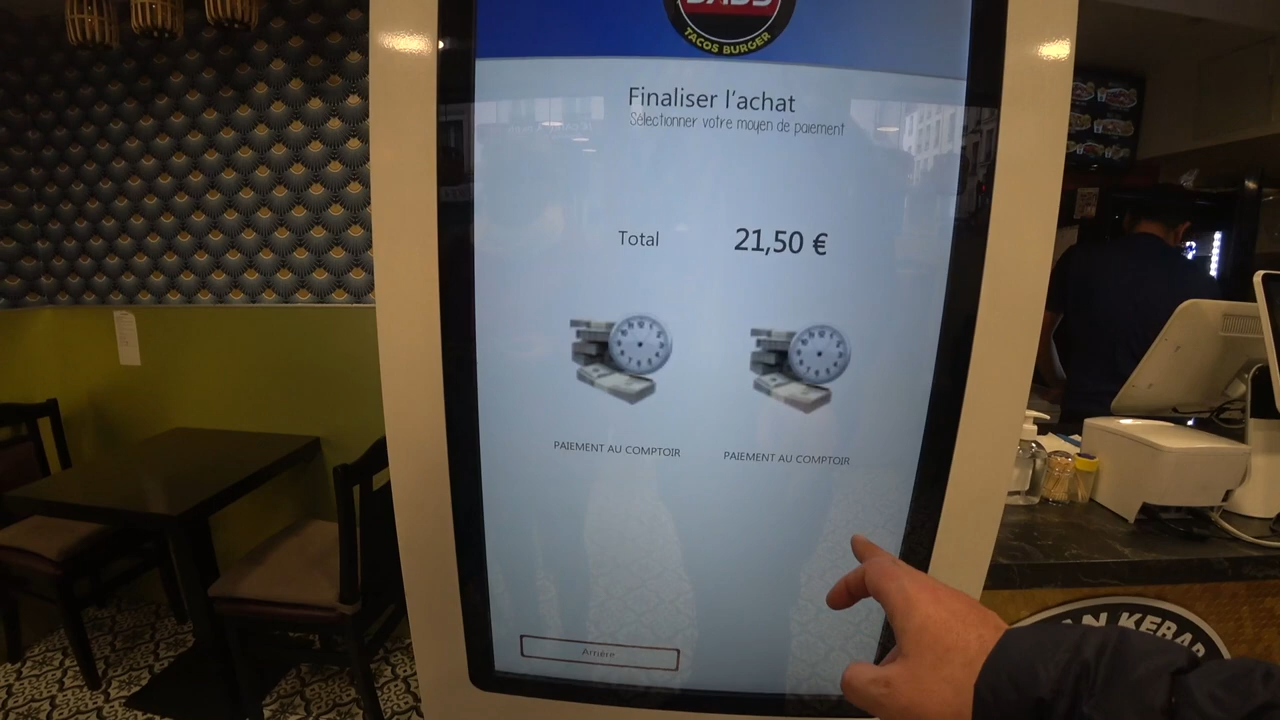 TACOS BURGER
Finaliser l'achat
Sélectionner votre moyen de paiement
Total 21,50 €
PAIEMENT AU COMPTOIR
PAIEMENT AU COMPTOIR
Arrière
KEBAB